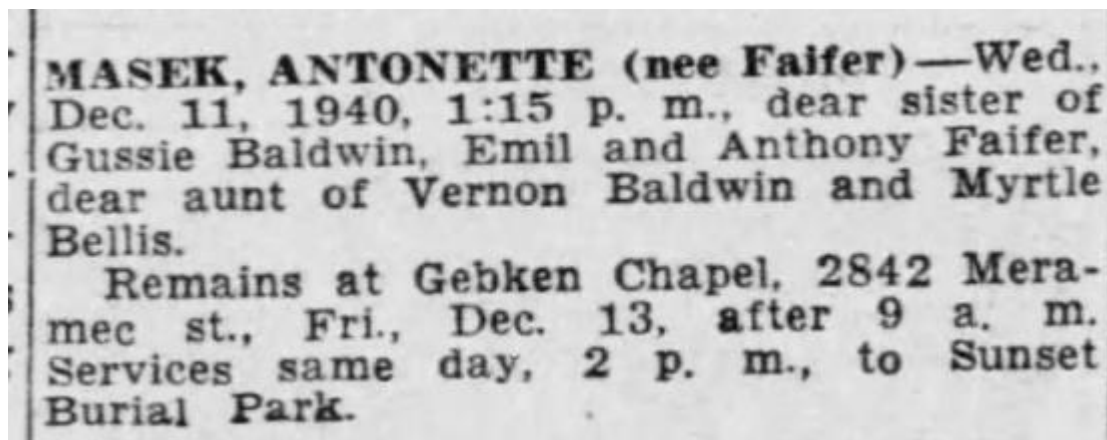 MASEK, ANTONETTE (nee Faifer)—Wed.,
Dec. 11, 1940, 1:15 p. m., dear sister of
Gussie Baldwin, Emil and Anthony Faifer,
dear aunt of Vernon Baldwin and Myrtle
Bellis.
Remains at Gebken Chapel, 2842 Mera-
mec st., Fri., Dec. 13, after 9 a. m.
Services same day, 2 p. m., to Sunset
Burial Park.